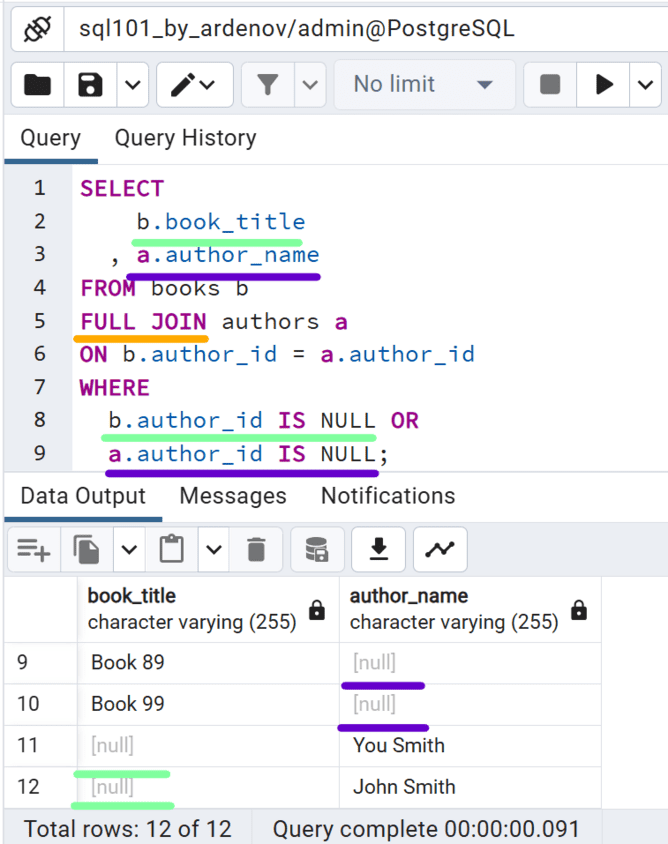 sql101_by_ardenov/admin@PostgreSQL
No limit
Query Query History
1 SELECT
2 b.book_title
3 , a.author_name
4 FROM books b
5 FULL JOIN authors a
6 ON b.author_id = a.author_id
7 WHERE
8 b.author_id IS NULL OR
9 a.author_id IS NULL;
Data Output Messages Notifications
book_title author_name
character varying (255) character varying (255)
9 Book 89 [null]
10 Book 99 [null]
11 [null] You Smith
12 [null] John Smith
Total rows: 12 of 12 Query complete 00:00:00.091